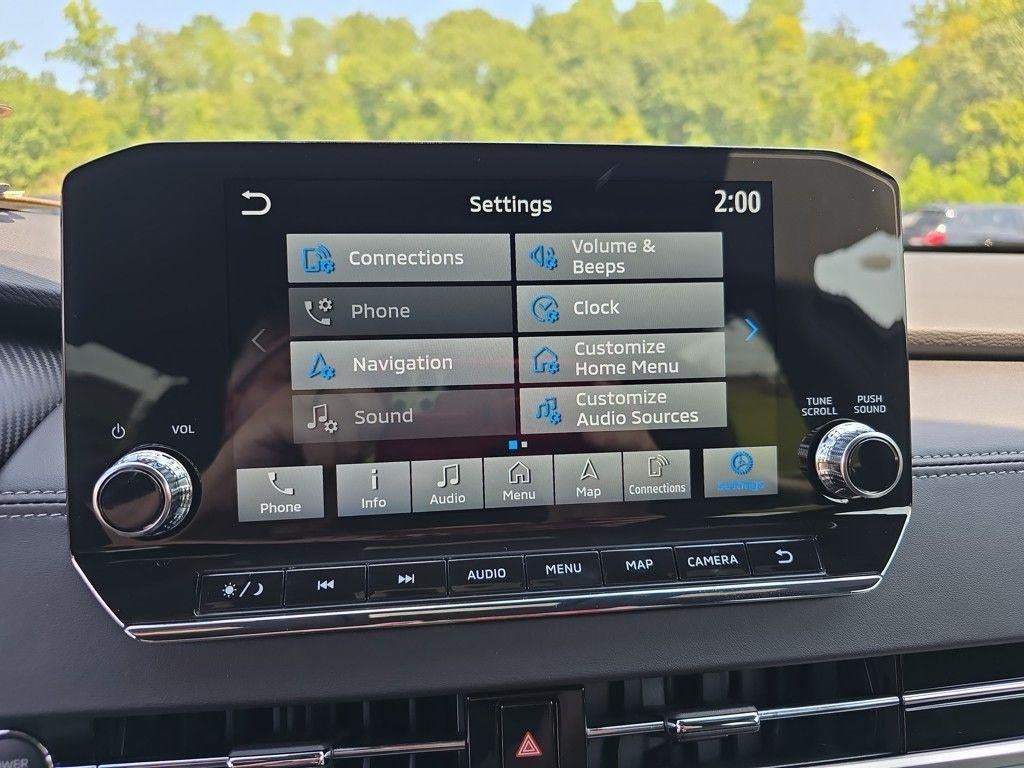 Settings
2:00
Connections
Volume &
Beeps
Phone
Clock
Navigation
Customize
Home Menu
Sound
Customize
Audio Sources
VOL
TUNE
SCROLL
PUSH
SOUND
Phone
Info
Audio
Menu
Map
Connections
Settings
AUDIO
MENU
MAP
CAMERA
POWER